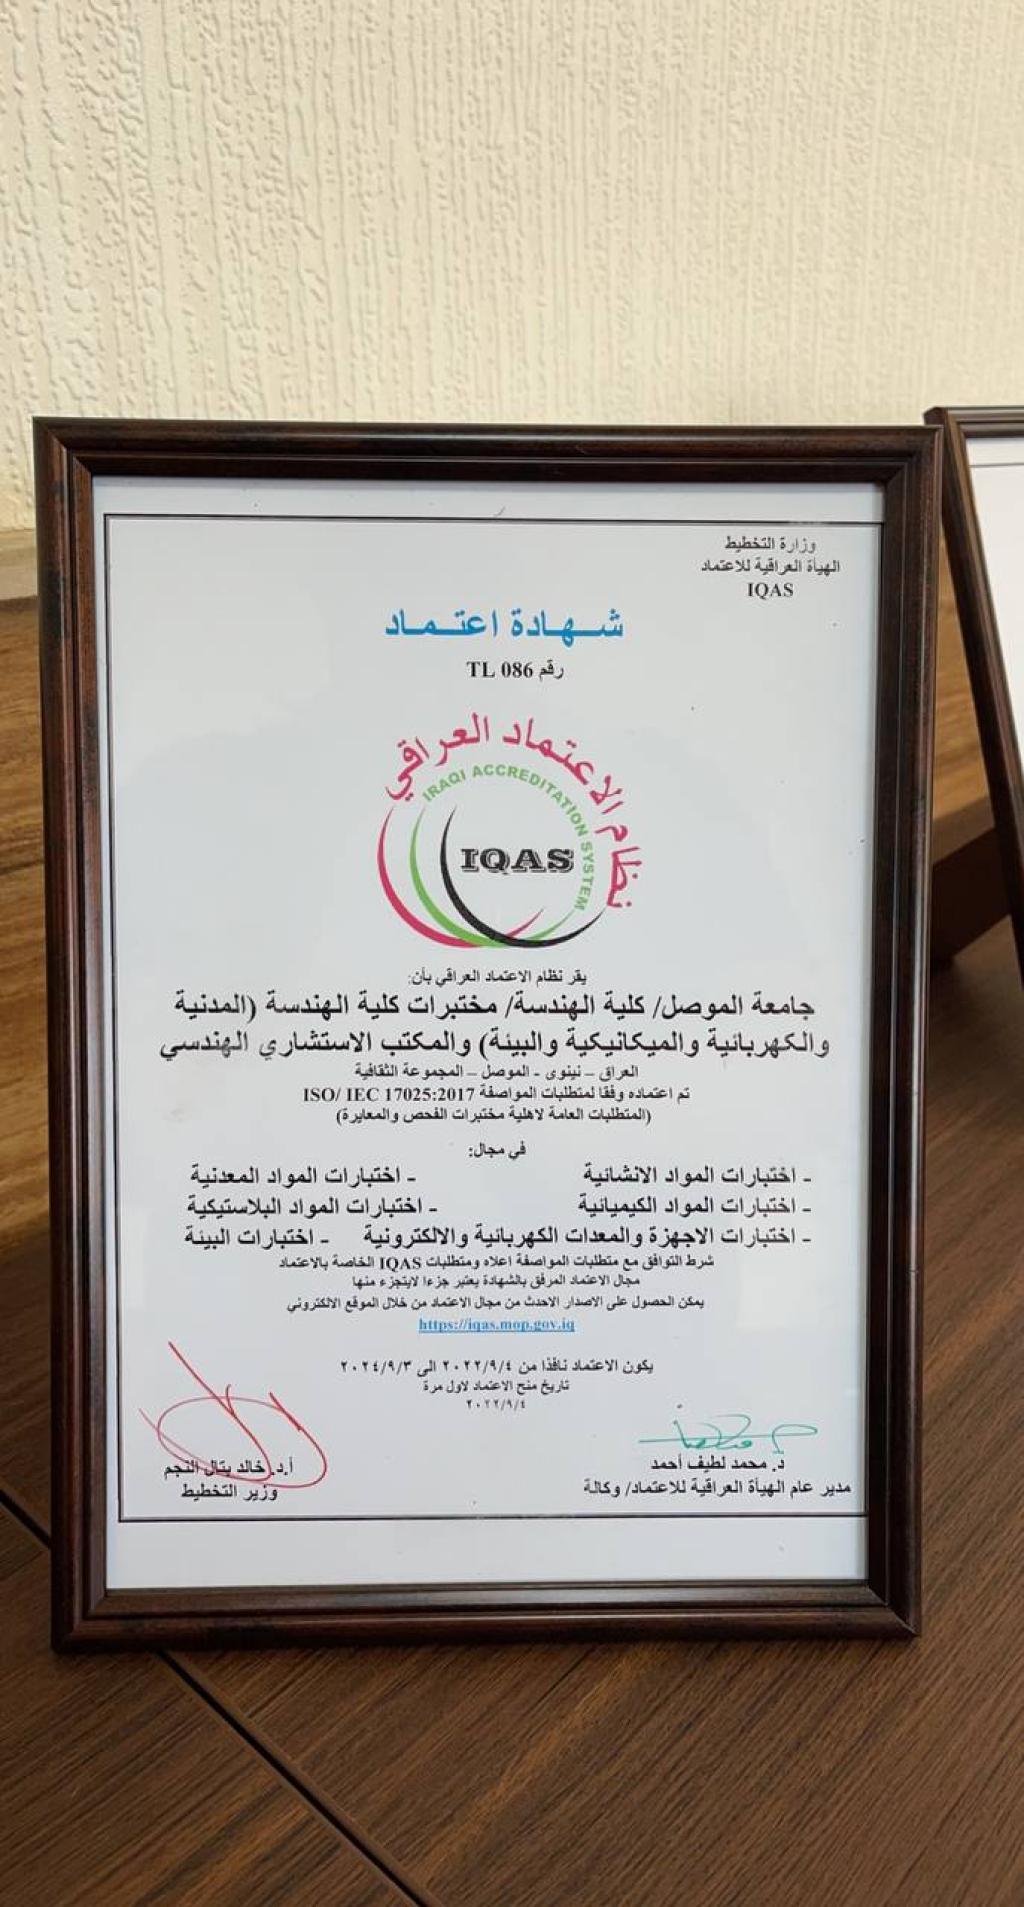 وزارة التخطيط
الهيأة العراقية للاعتماد
IQAS
شـــهـــادة اعـتــمـــاد
رقم TL 086
نظام الاعتماد العراقي
IRAQI ACCREDITATION SYSTEM
IQAS
يقر نظام الاعتماد العراقي بأن:
جامعة الموصل/ كلية الهندسة/ مختبرات كلية الهندسة (المدنية
والكهربائية والميكانيكية والبيئة) والمكتب الاستشاري الهندسي
العراق – نينوى - الموصل – المجموعة الثقافية
تم اعتماده وفقا لمتطلبات المواصفة ISO/ IEC 17025:2017
(المتطلبات العامة لاهلية مختبرات الفحص والمعايرة)
في مجال:
- اختبارات المواد الانشائية - اختبارات المواد المعدنية
- اختبارات المواد الكيميائية - اختبارات المواد البلاستيكية
- اختبارات الاجهزة والمعدات الكهربائية والالكترونية - اختبارات البيئة
شرط التوافق مع متطلبات المواصفة اعلاه ومتطلبات IQAS الخاصة بالاعتماد
مجال الاعتماد المرفق بالشهادة يعتبر جزءا لايتجزء منها
يمكن الحصول على الاصدار الاحدث من مجال الاعتماد من خلال الموقع الالكتروني
https://iqas.mop.gov.iq
يكون الاعتماد نافذا من ٢٠٢٢/٩/٤ الى ٢٠٢٤/٩/٣
تاريخ منح الاعتماد لاول مرة
٢٠٢٢/٩/٤
د. محمد لطيف أحمد
مدير عام الهيأة العراقية للاعتماد/ وكالة
أ.د. خالد بتال النجم
وزير التخطيط